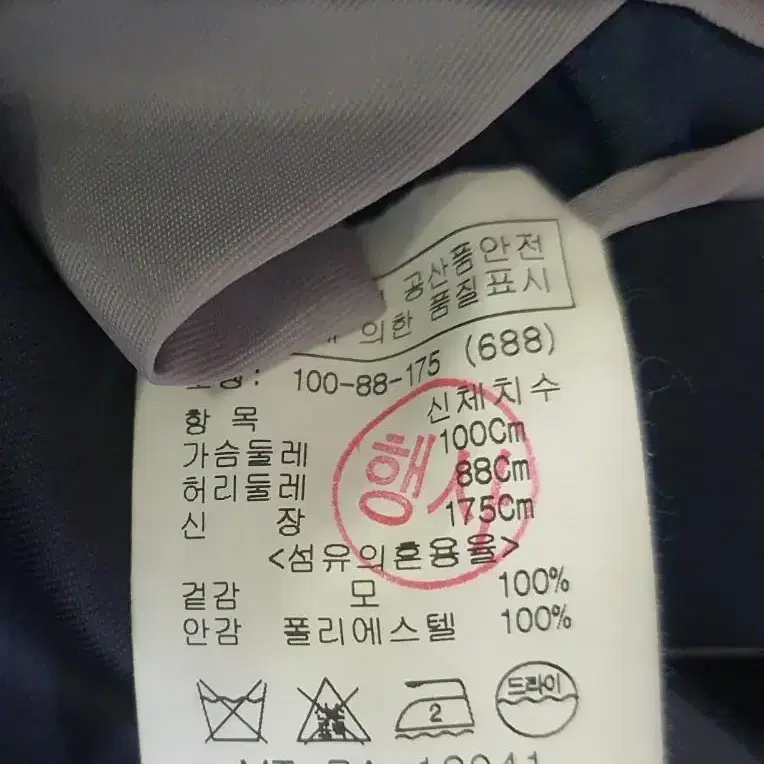 공산품안전
의한 품질표시
100-88-175 (688)
항 목 신체치수
가슴둘레 100Cm
허리둘레 88Cm
신 장 175Cm
행사
<섬유의혼용율>
겉감 모 100%
안감 폴리에스텔 100%
2 드라이